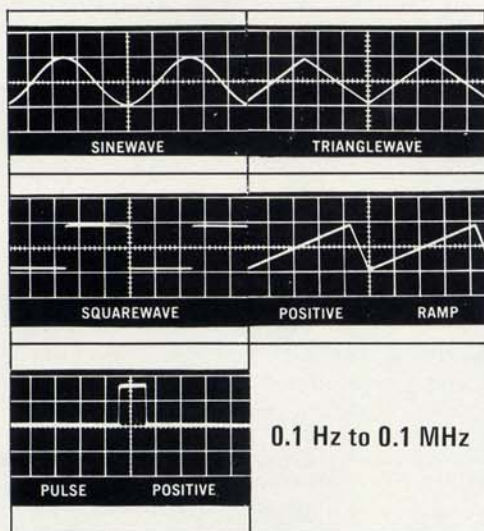 SINEWAVE TRIANGLEWAVE
SQUAREWAVE POSITIVE RAMP
PULSE POSITIVE
0.1 Hz to 0.1 MHz